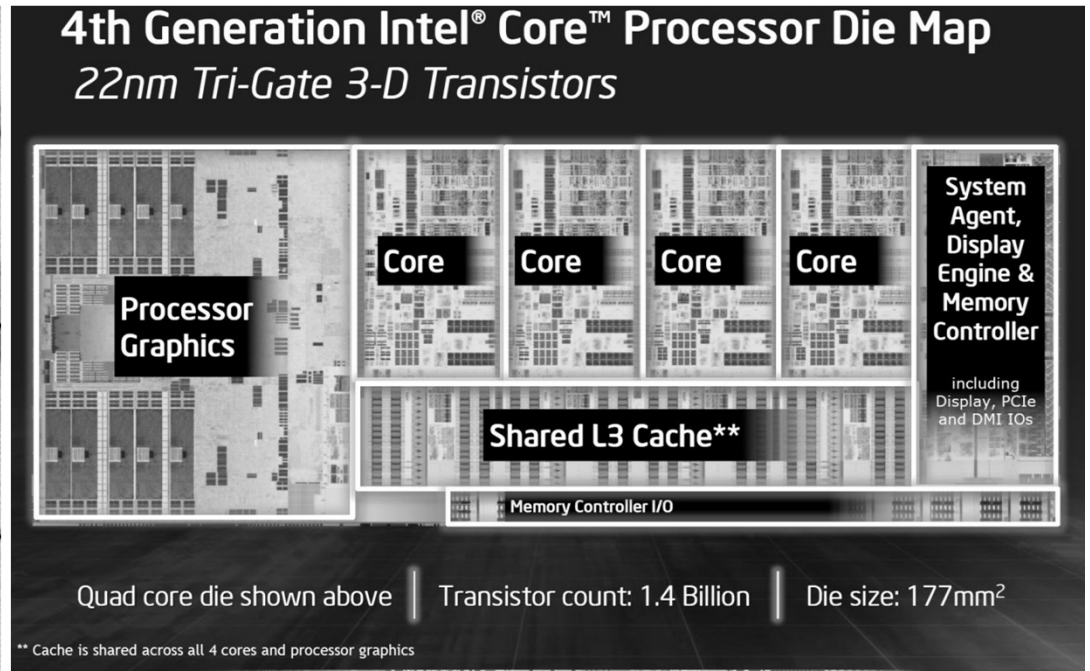 4th Generation Intel® Core™ Processor Die Map
22nm Tri-Gate 3-D Transistors
Processor
Graphics
Core
Core
Core
Core
System
Agent,
Display
Engine &
Memory
Controller
including
Display, PCIe
and DMI IOs
Shared L3 Cache**
Memory Controller I/O
Quad core die shown above
Transistor count: 1.4 Billion
Die size: 177mm²
** Cache is shared across all 4 cores and processor graphics